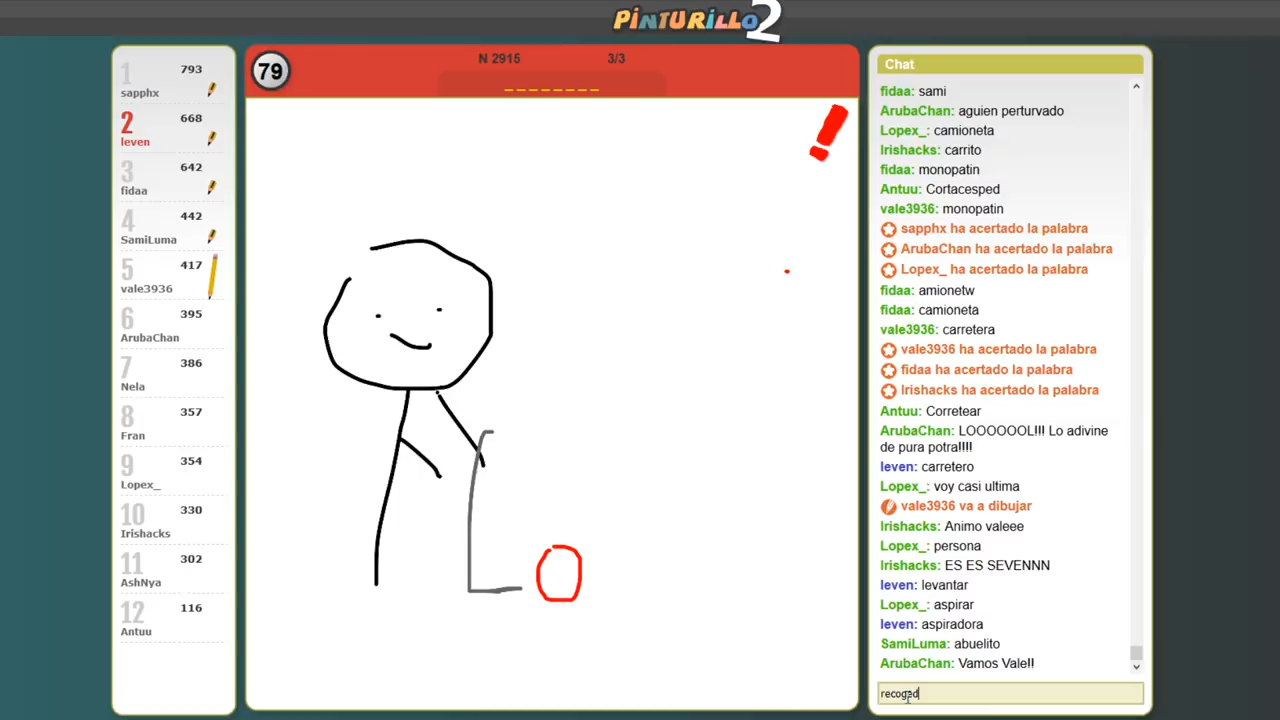 PINTURILLO 2
1 793
sapphx
2 668
leven
3 642
fidaa
4 442
SamiLuma
5 417
vale3936
6 395
ArubaChan
7 386
Nela
8 357
Fran
9 354
Lopex_
10 330
Irishacks
11 302
AshNya
12 116
Antuu
79
N 2915 3/3
_ _ _ _ _ _ _ _
!
Chat
fidaa: sami
ArubaChan: aguien perturvado
Lopex_: camioneta
Irishacks: carrito
fidaa: monopatin
Antuu: Cortacesped
vale3936: monopatin
sapphx ha acertado la palabra
ArubaChan ha acertado la palabra
Lopex_ ha acertado la palabra
fidaa: amionetw
fidaa: camioneta
vale3936: carretera
vale3936 ha acertado la palabra
fidaa ha acertado la palabra
Irishacks ha acertado la palabra
Antuu: Corretear
ArubaChan: LOOOOOOL!!! Lo adivine
de pura potra!!!!
leven: carretero
Lopex_: voy casi ultima
vale3936 va a dibujar
Irishacks: Animo valeee
Lopex_: persona
Irishacks: ES ES SEVENNN
leven: levantar
Lopex_: aspirar
leven: aspiradora
SamiLuma: abuelito
ArubaChan: Vamos Vale!!
recoged